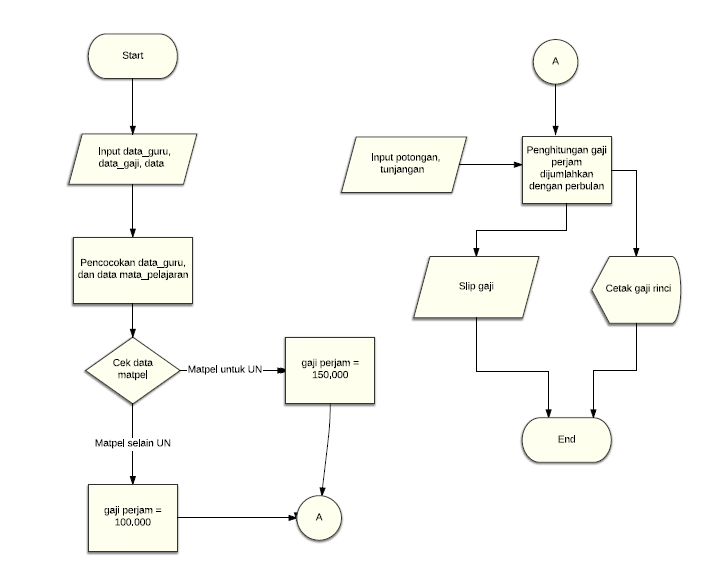 Start
Input data_guru,
data_gaji, data
Pencocokan data_guru,
dan data mata_pelajaran
Cek data
matpel
Matpel untuk UN
gaji perjam =
150,000
Matpel selain UN
gaji perjam =
100,000
A
A
Input potongan,
tunjangan
Penghitungan gaji
perjam
dijumlahkan
dengan perbulan
Slip gaji
Cetak gaji rinci
End